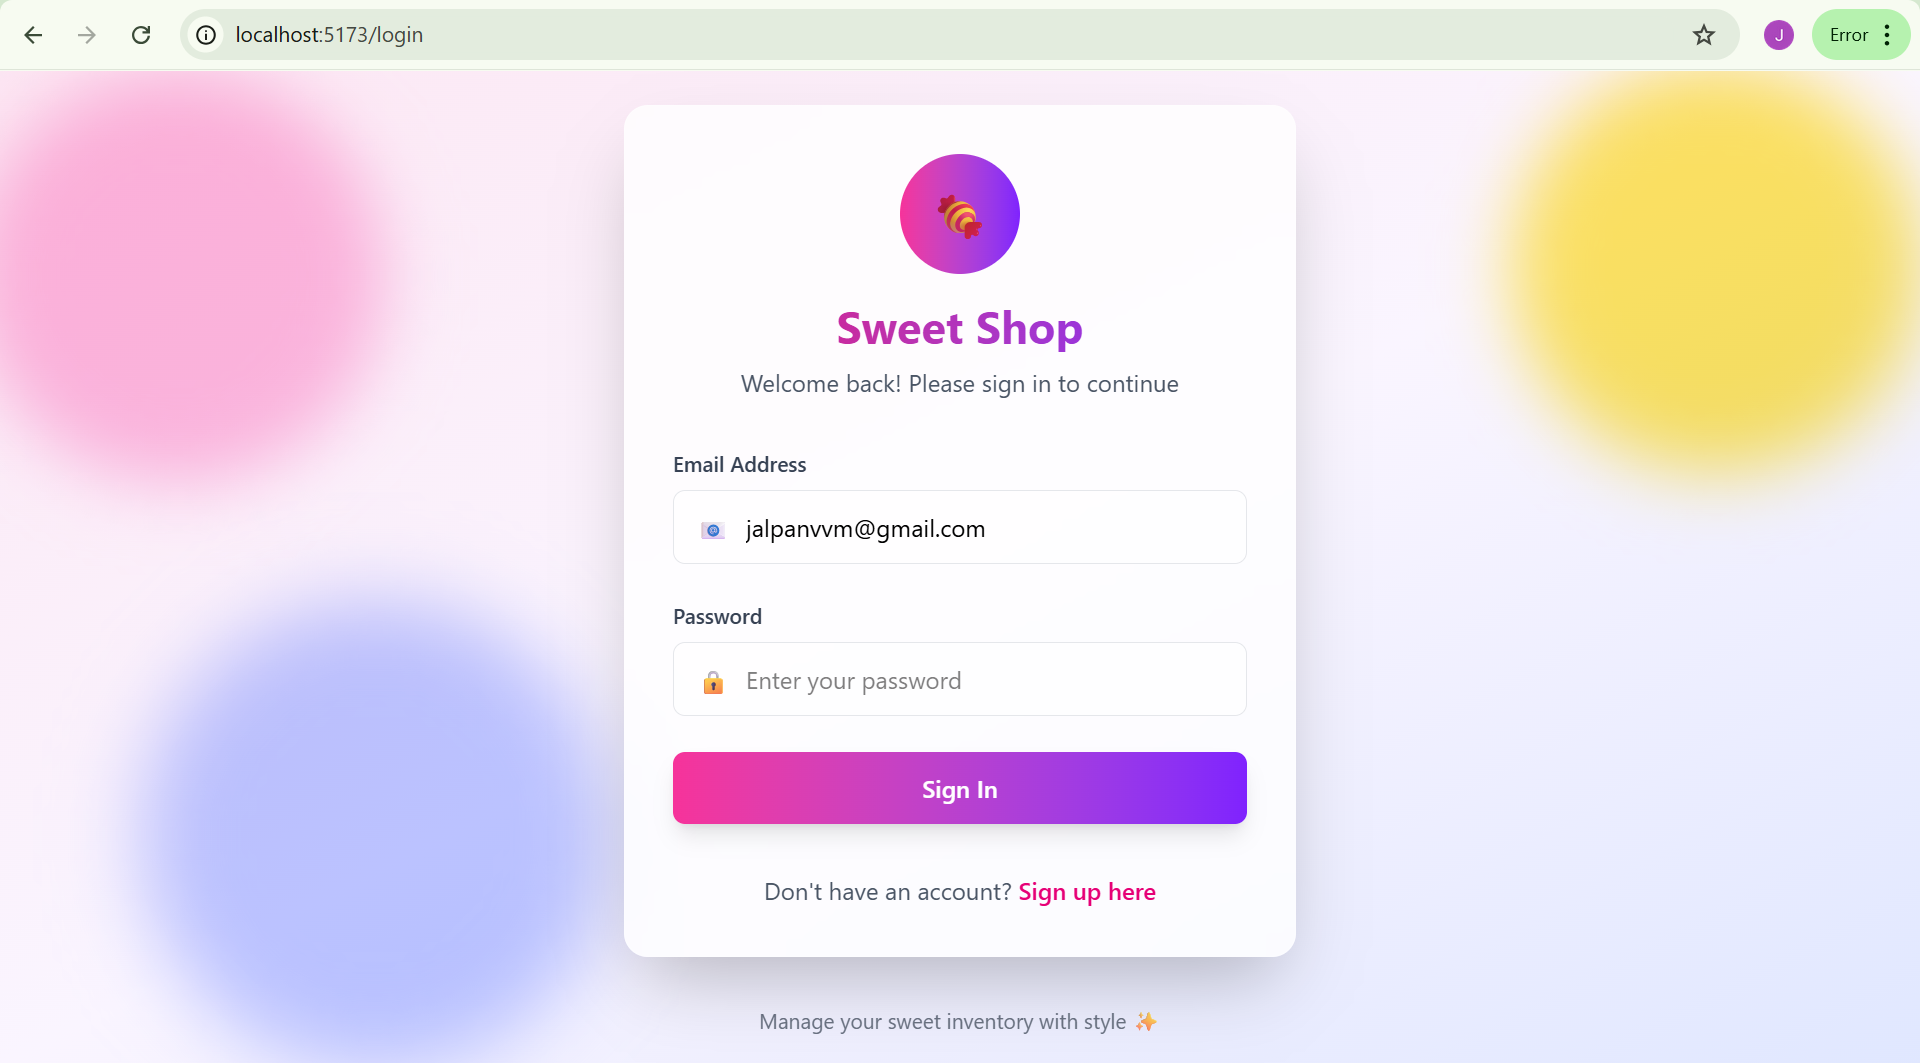 localhost:5173/login
J
Error
Sweet Shop
Welcome back! Please sign in to continue
Email Address
jalpanvvm@gmail.com
Password
Enter your password
Sign In
Don't have an account? Sign up here
Manage your sweet inventory with style ✨